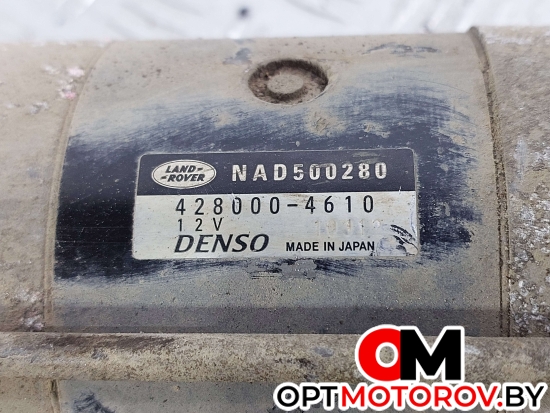 LAND-
-ROVER
NAD500280
428000-4610
12V
DENSO MADE IN JAPAN
OM
OPTMOTOROV.BY